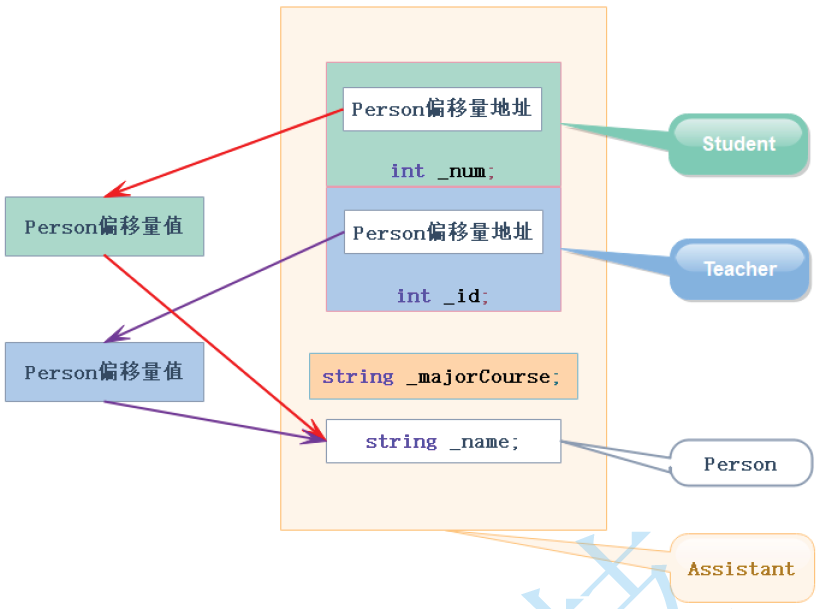 Person偏移量地址
Student
int _num;
Person偏移量值
Person偏移量地址
Teacher
int _id;
Person偏移量值
string _majorCourse;
string _name;
Person
Assistant